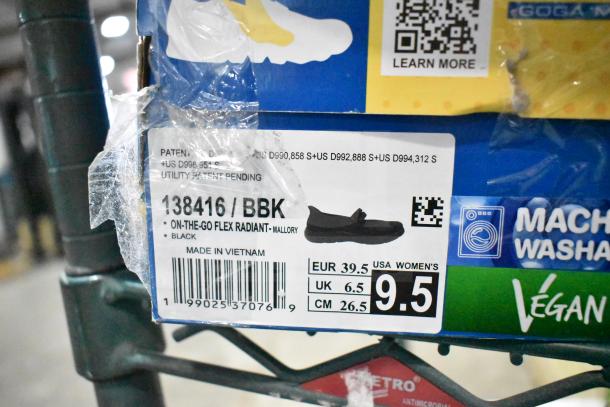 GOGA M
LEARN MORE
PATEN D +US D990,858 S+US D992,888 S+US D994,312 S
+US D996,951 S
UTILITY PATENT PENDING
138416 / BBK
• ON-THE-GO FLEX RADIANT- MALLORY
• BLACK
MADE IN VIETNAM
EUR 39.5
UK 6.5
CM 26.5
USA WOMEN'S
9.5
1 99025 37076 9
MACH
WASHA
VEGAN
METRO
ANTIMICROBIAL